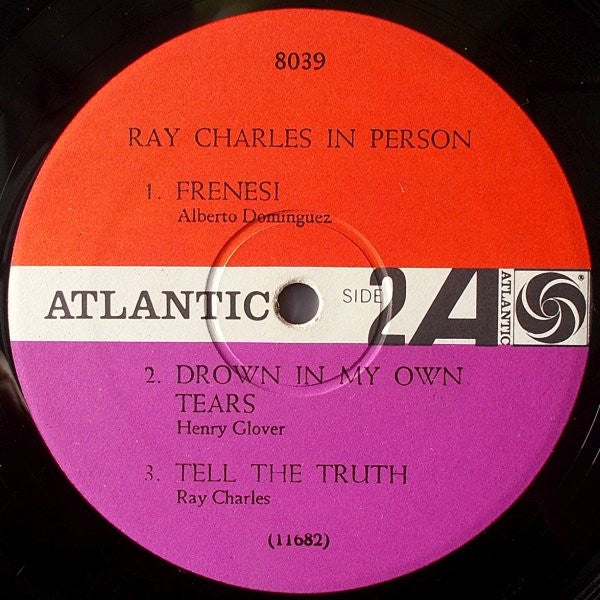 8039
RAY CHARLES IN PERSON
1. FRENESI
Alberto Dominguez
ATLANTIC SIDE 2 A ATLANTIC ®
2. DROWN IN MY OWN
TEARS
Henry Glover
3. TELL THE TRUTH
Ray Charles
(11682)